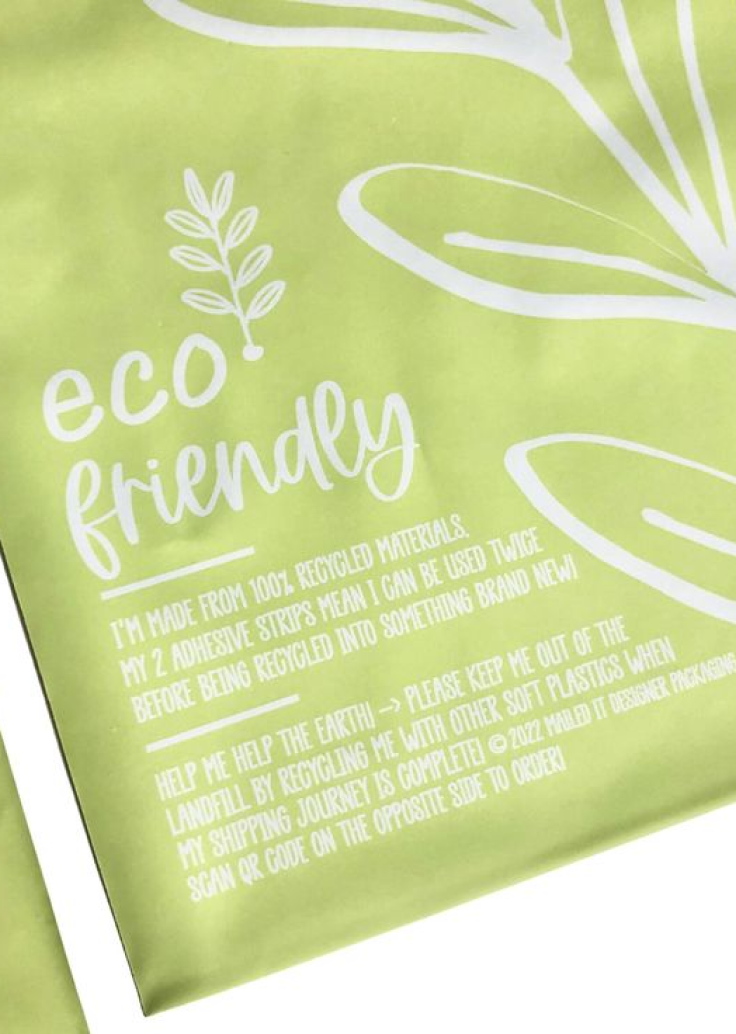 eco
friendly
I'M MADE FROM 100% RECYCLED MATERIALS.
MY 2 ADHESIVE STRIPS MEAN I CAN BE USED TWICE
BEFORE BEING RECYCLED INTO SOMETHING BRAND NEW!
HELP ME HELP THE EARTH! -> PLEASE KEEP ME OUT OF THE
LANDFILL BY RECYCLING ME WITH OTHER SOFT PLASTICS WHEN
MY SHIPPING JOURNEY IS COMPLETE! © 2022 MAILED IT DESIGNER PACKAGING
SCAN QR CODE ON THE OPPOSITE SIDE TO ORDER!